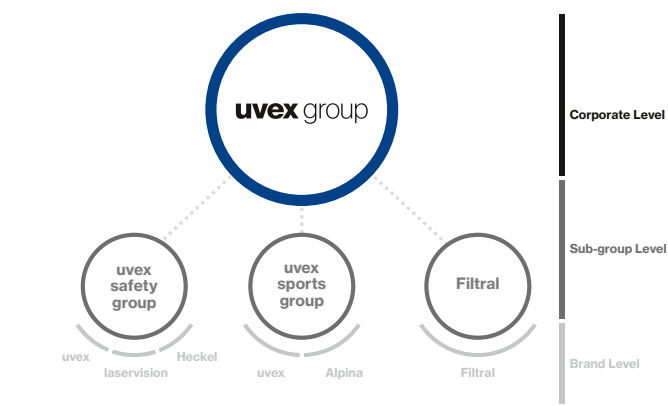 uvex group
Corporate Level
uvex
safety
group
uvex
sports
group
Filtral
Sub-group Level
uvex
laservision
Heckel
uvex
Alpina
Filtral
Brand Level